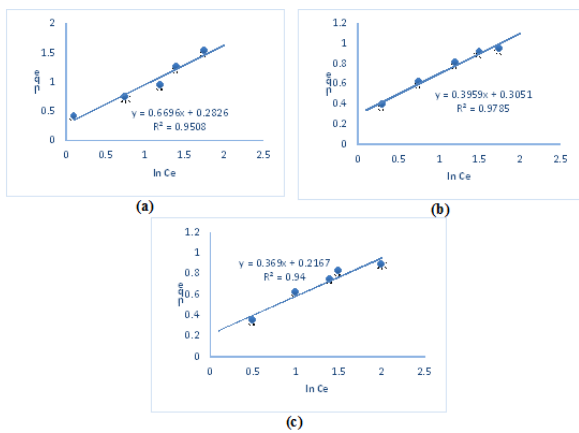 2
1.5
1
0.5
0
0 0.5 1 1.5 2 2.5
y = 0.6696x + 0.2826
R² = 0.9508
ln Ce
(a)
1.2
1
0.8
0.6
0.4
0.2
0
0 0.5 1 1.5 2 2.5
y = 0.3959x + 0.3051
R² = 0.9785
ln Ce
(b)
1.2
1
0.8
0.6
0.4
0.2
0
0 0.5 1 1.5 2 2.5
y = 0.369x + 0.2167
R² = 0.94
ln Ce
(c)